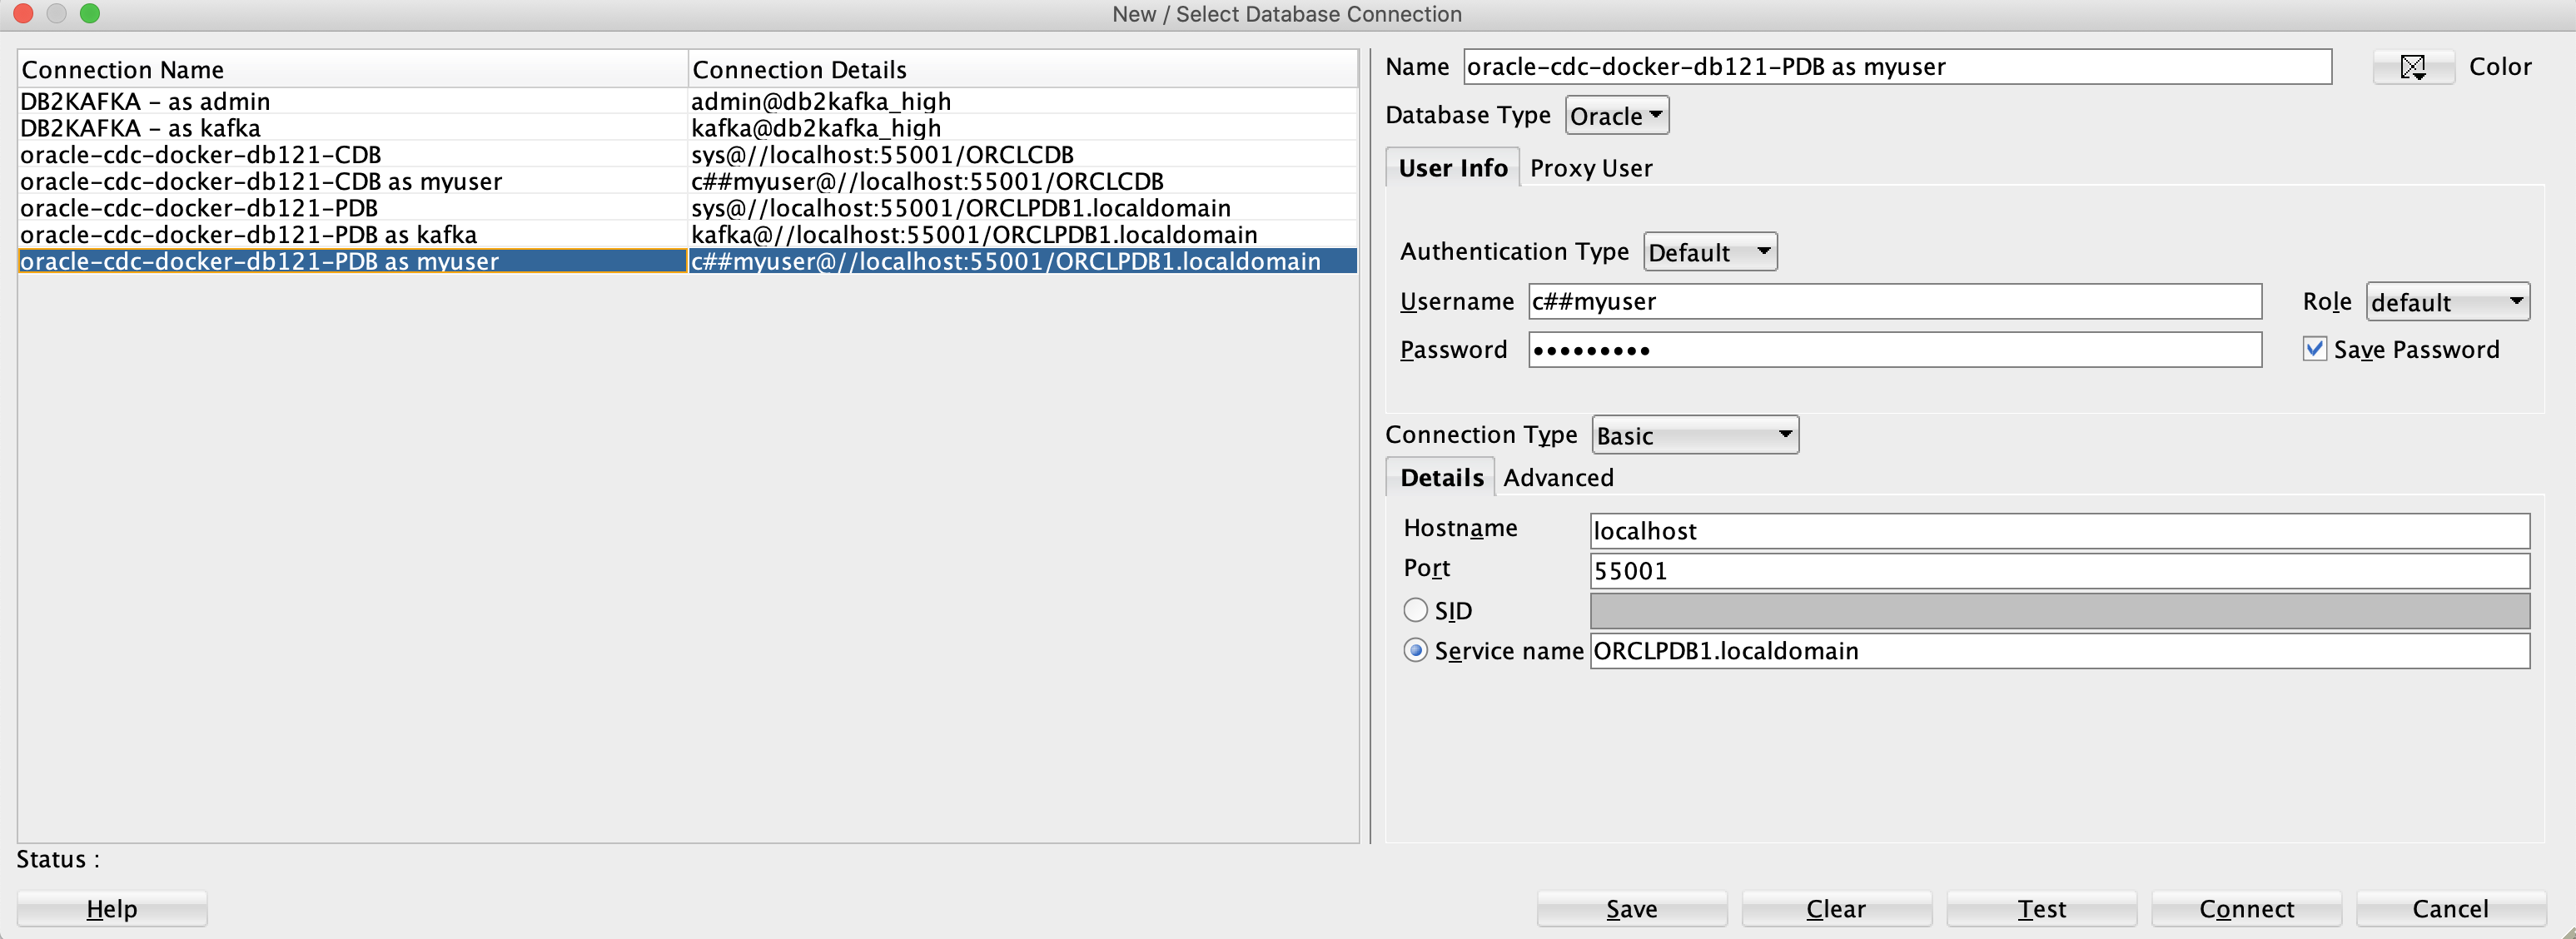 New / Select Database Connection
Connection Name Connection Details
DB2KAFKA - as admin admin@db2kafka_high
DB2KAFKA - as kafka kafka@db2kafka_high
oracle-cdc-docker-db121-CDB sys@//localhost:55001/ORCLCDB
oracle-cdc-docker-db121-CDB as myuser c##myuser@//localhost:55001/ORCLCDB
oracle-cdc-docker-db121-PDB sys@//localhost:55001/ORCLPDB1.localdomain
oracle-cdc-docker-db121-PDB as kafka kafka@//localhost:55001/ORCLPDB1.localdomain
oracle-cdc-docker-db121-PDB as myuser c##myuser@//localhost:55001/ORCLPDB1.localdomain
Name oracle-cdc-docker-db121-PDB as myuser Color
Database Type Oracle
User Info Proxy User
Authentication Type Default
Username c##myuser Role default
Password ••••••••• Save Password
Connection Type Basic
Details Advanced
Hostname localhost
Port 55001
SID
Service name ORCLPDB1.localdomain
Status :
Help Save Clear Test Connect Cancel